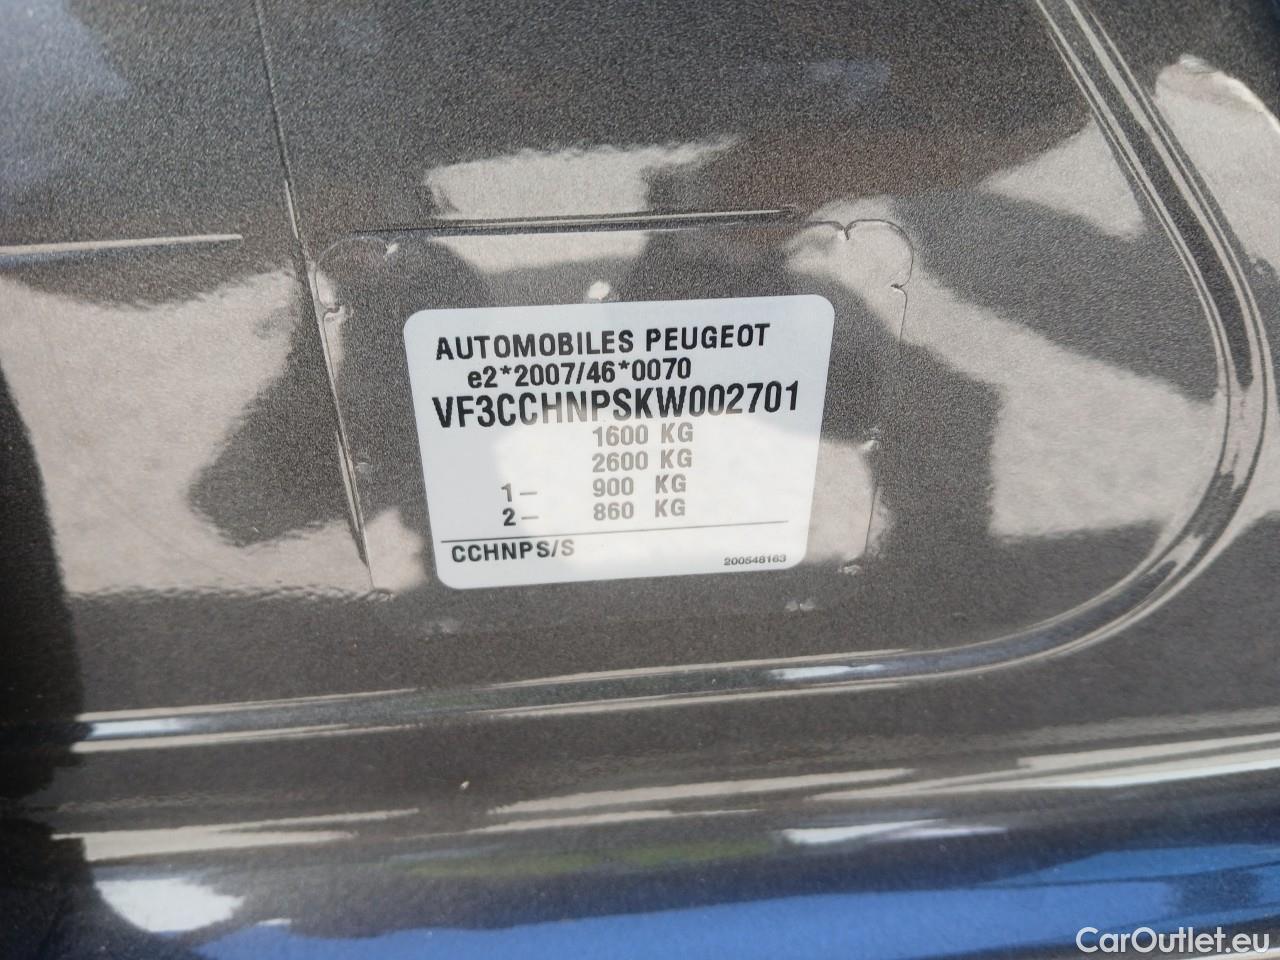 AUTOMOBILES PEUGEOT
e2*2007/46*0070
VF3CCHNPSKW002701
1600 KG
2600 KG
1– 900 KG
2– 860 KG
CCHNPS/S
200548163
CarOutlet.eu